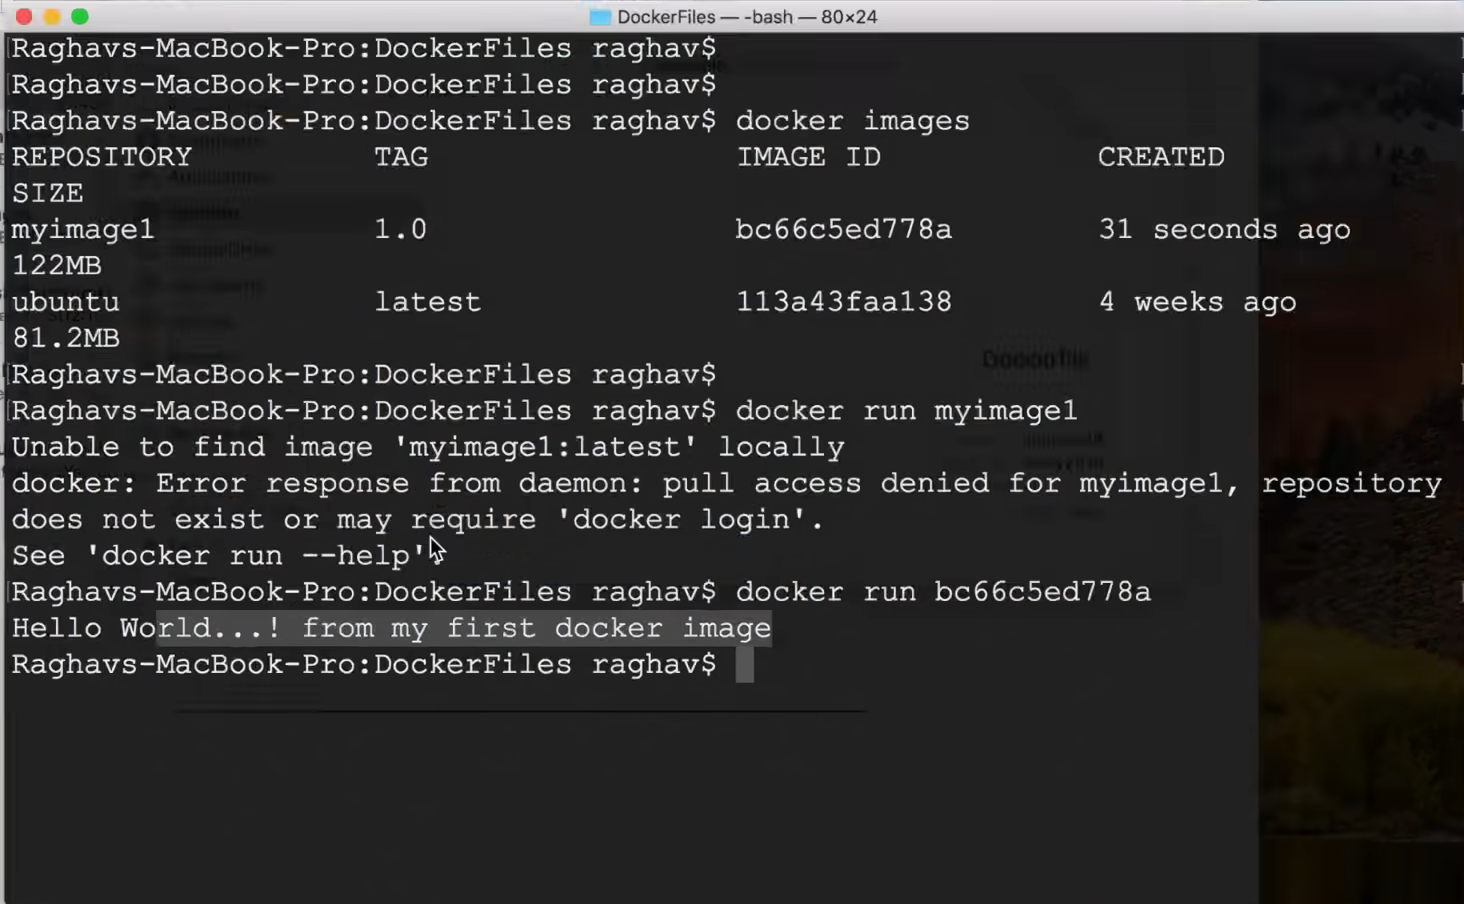 DockerFiles — -bash — 80×24
Raghavs-MacBook-Pro:DockerFiles raghav$
Raghavs-MacBook-Pro:DockerFiles raghav$
Raghavs-MacBook-Pro:DockerFiles raghav$ docker images
REPOSITORY TAG IMAGE ID CREATED
SIZE
myimage1 1.0 bc66c5ed778a 31 seconds ago
122MB
ubuntu latest 113a43faa138 4 weeks ago
81.2MB
Raghavs-MacBook-Pro:DockerFiles raghav$
Raghavs-MacBook-Pro:DockerFiles raghav$ docker run myimage1
Unable to find image 'myimage1:latest' locally
docker: Error response from daemon: pull access denied for myimage1, repository
does not exist or may require 'docker login'.
See 'docker run --help'.
Raghavs-MacBook-Pro:DockerFiles raghav$ docker run bc66c5ed778a
Hello World...! from my first docker image
Raghavs-MacBook-Pro:DockerFiles raghav$